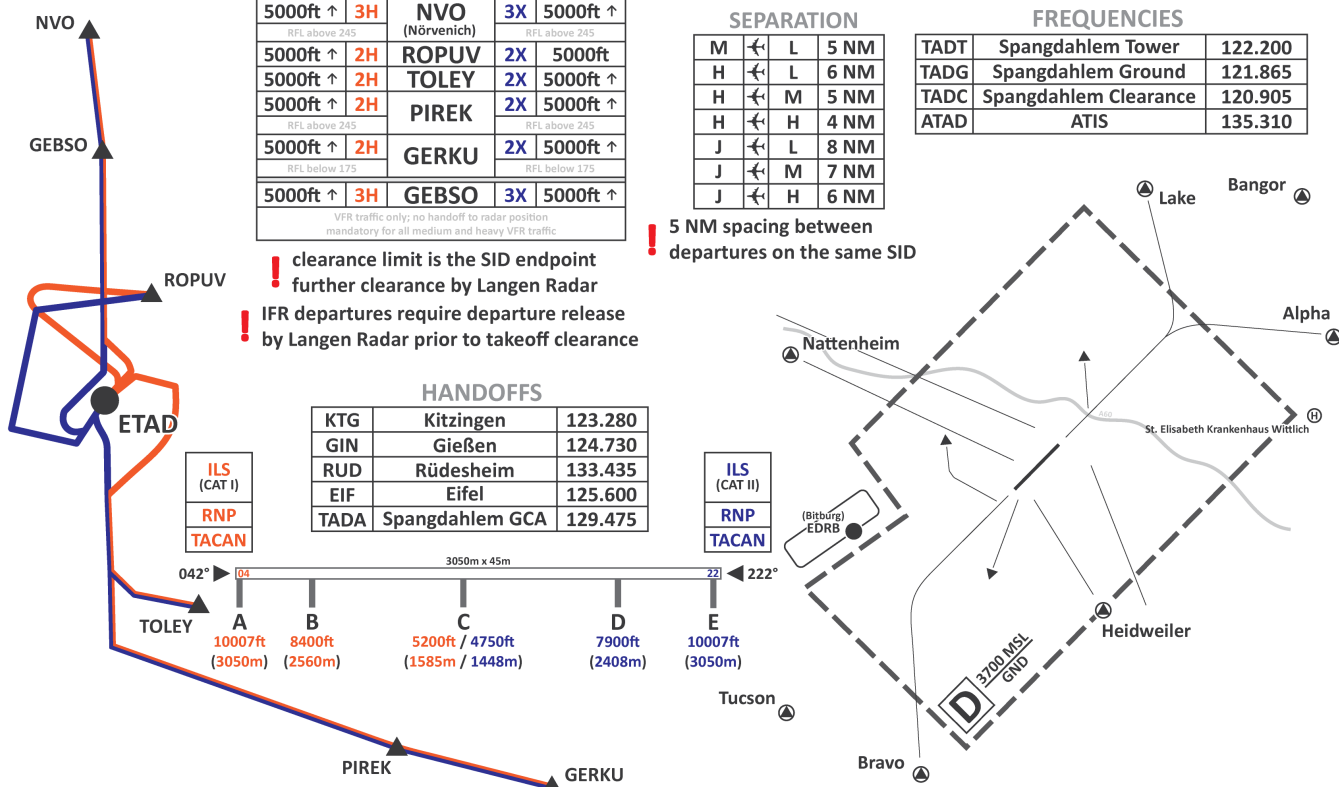 NVO
GEBSO
ROPUV
ETAD
TOLEY
PIREK
GERKU
5000ft ↑ 3H NVO 3X 5000ft ↑
RFL above 245 (Nörvenich) RFL above 245
5000ft ↑ 2H ROPUV 2X 5000ft
5000ft ↑ 2H TOLEY 2X 5000ft ↑
5000ft ↑ 2H PIREK 2X 5000ft ↑
RFL above 245 RFL above 245
5000ft ↑ 2H GERKU 2X 5000ft ↑
RFL below 175 RFL below 175
5000ft ↑ 3H GEBSO 3X 5000ft ↑
VFR traffic only; no handoff to radar position
mandatory for all medium and heavy VFR traffic
! clearance limit is the SID endpoint
further clearance by Langen Radar
! IFR departures require departure release
by Langen Radar prior to takeoff clearance
SEPARATION
M L 5 NM
H L 6 NM
H M 5 NM
H H 4 NM
J L 8 NM
J M 7 NM
J H 6 NM
! 5 NM spacing between
departures on the same SID
FREQUENCIES
TADT Spangdahlem Tower 122.200
TADG Spangdahlem Ground 121.865
TADC Spangdahlem Clearance 120.905
ATAD ATIS 135.310
HANDOFFS
KTG Kitzingen 123.280
GIN Gießen 124.730
RUD Rüdesheim 133.435
EIF Eifel 125.600
TADA Spangdahlem GCA 129.475
ILS
(CAT I)
RNP
TACAN
ILS
(CAT II)
RNP
TACAN
3050m x 45m
042° 04 22 222°
A B C D E
10007ft 8400ft 5200ft / 4750ft 7900ft 10007ft
(3050m) (2560m) (1585m / 1448m) (2408m) (3050m)
Lake
Bangor
Alpha
Nattenheim
A60
H
St. Elisabeth Krankenhaus Wittlich
(Bitburg)
EDRB
Heidweiler
D 3700 MSL
GND
Tucson
Bravo